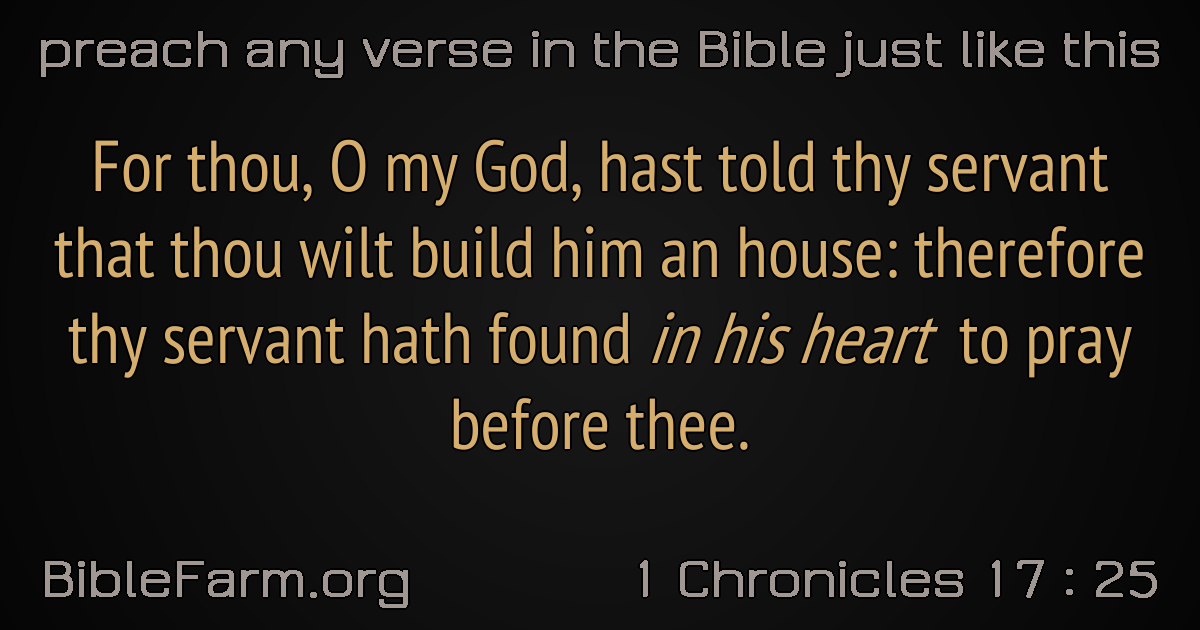 preach any verse in the Bible just like this
For thou, O my God, hast told thy servant
that thou wilt build him an house: therefore
thy servant hath found in his heart to pray
before thee.
BibleFarm.org
1 Chronicles 17 : 25